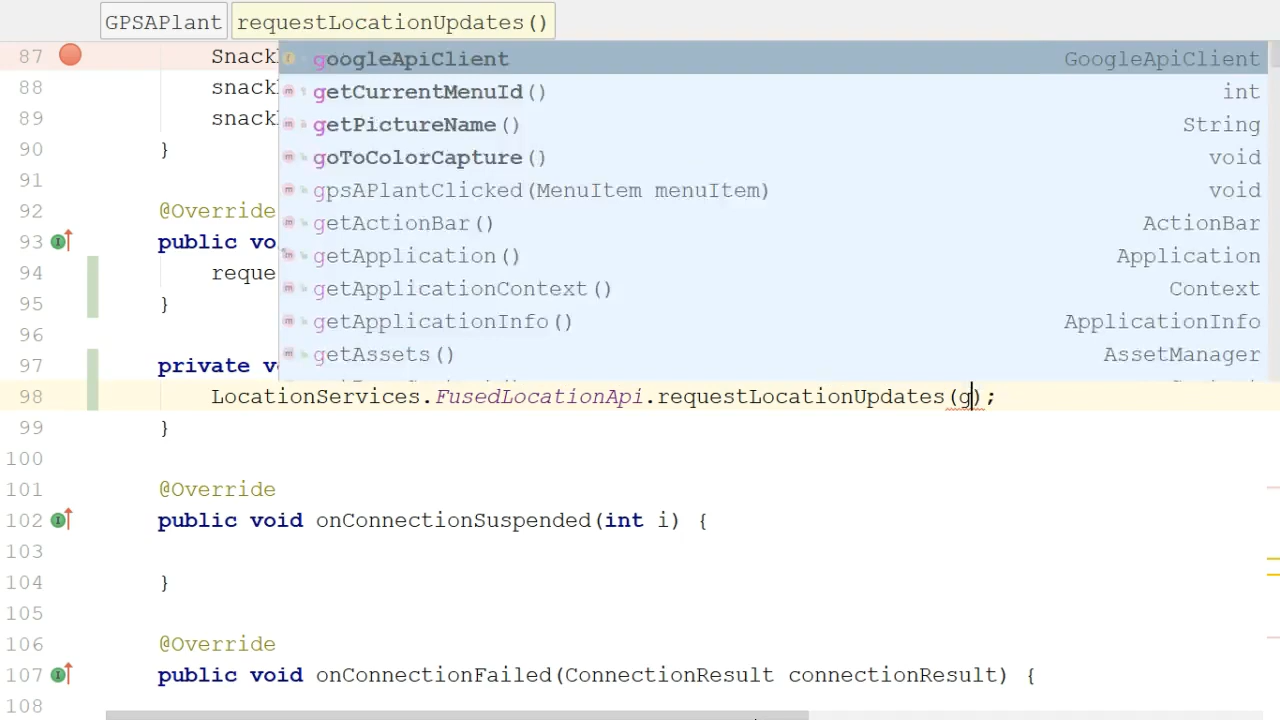 GPSAPlant requestLocationUpdates()
87 Snack googleApiClient GoogleApiClient
88 snack getCurrentMenuId() int
89 snack getPictureName() String
90 } goToColorCapture() void
91 gpsAPlantClicked(MenuItem menuItem) void
92 @Override getActionBar() ActionBar
93 public vo getApplication() Application
94 reque getApplicationContext() Context
95 } getApplicationInfo() ApplicationInfo
96 getAssets() AssetManager
97 private v
98 LocationServices.FusedLocationApi.requestLocationUpdates(g);
99 }
100
101 @Override
102 public void onConnectionSuspended(int i) {
103
104 }
105
106 @Override
107 public void onConnectionFailed(ConnectionResult connectionResult) {
108